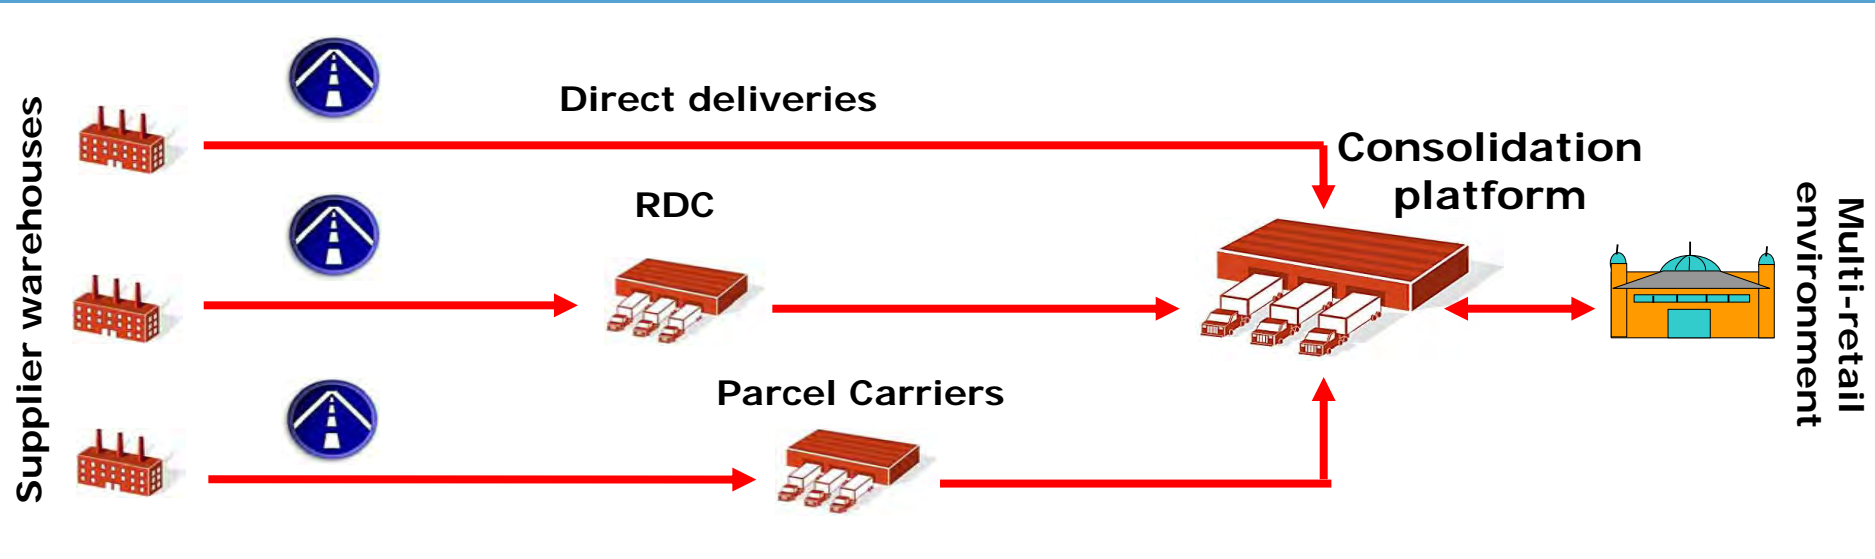 Supplier warehouses
Direct deliveries
RDC
Parcel Carriers
Consolidation
platform
Multi-retail
environment